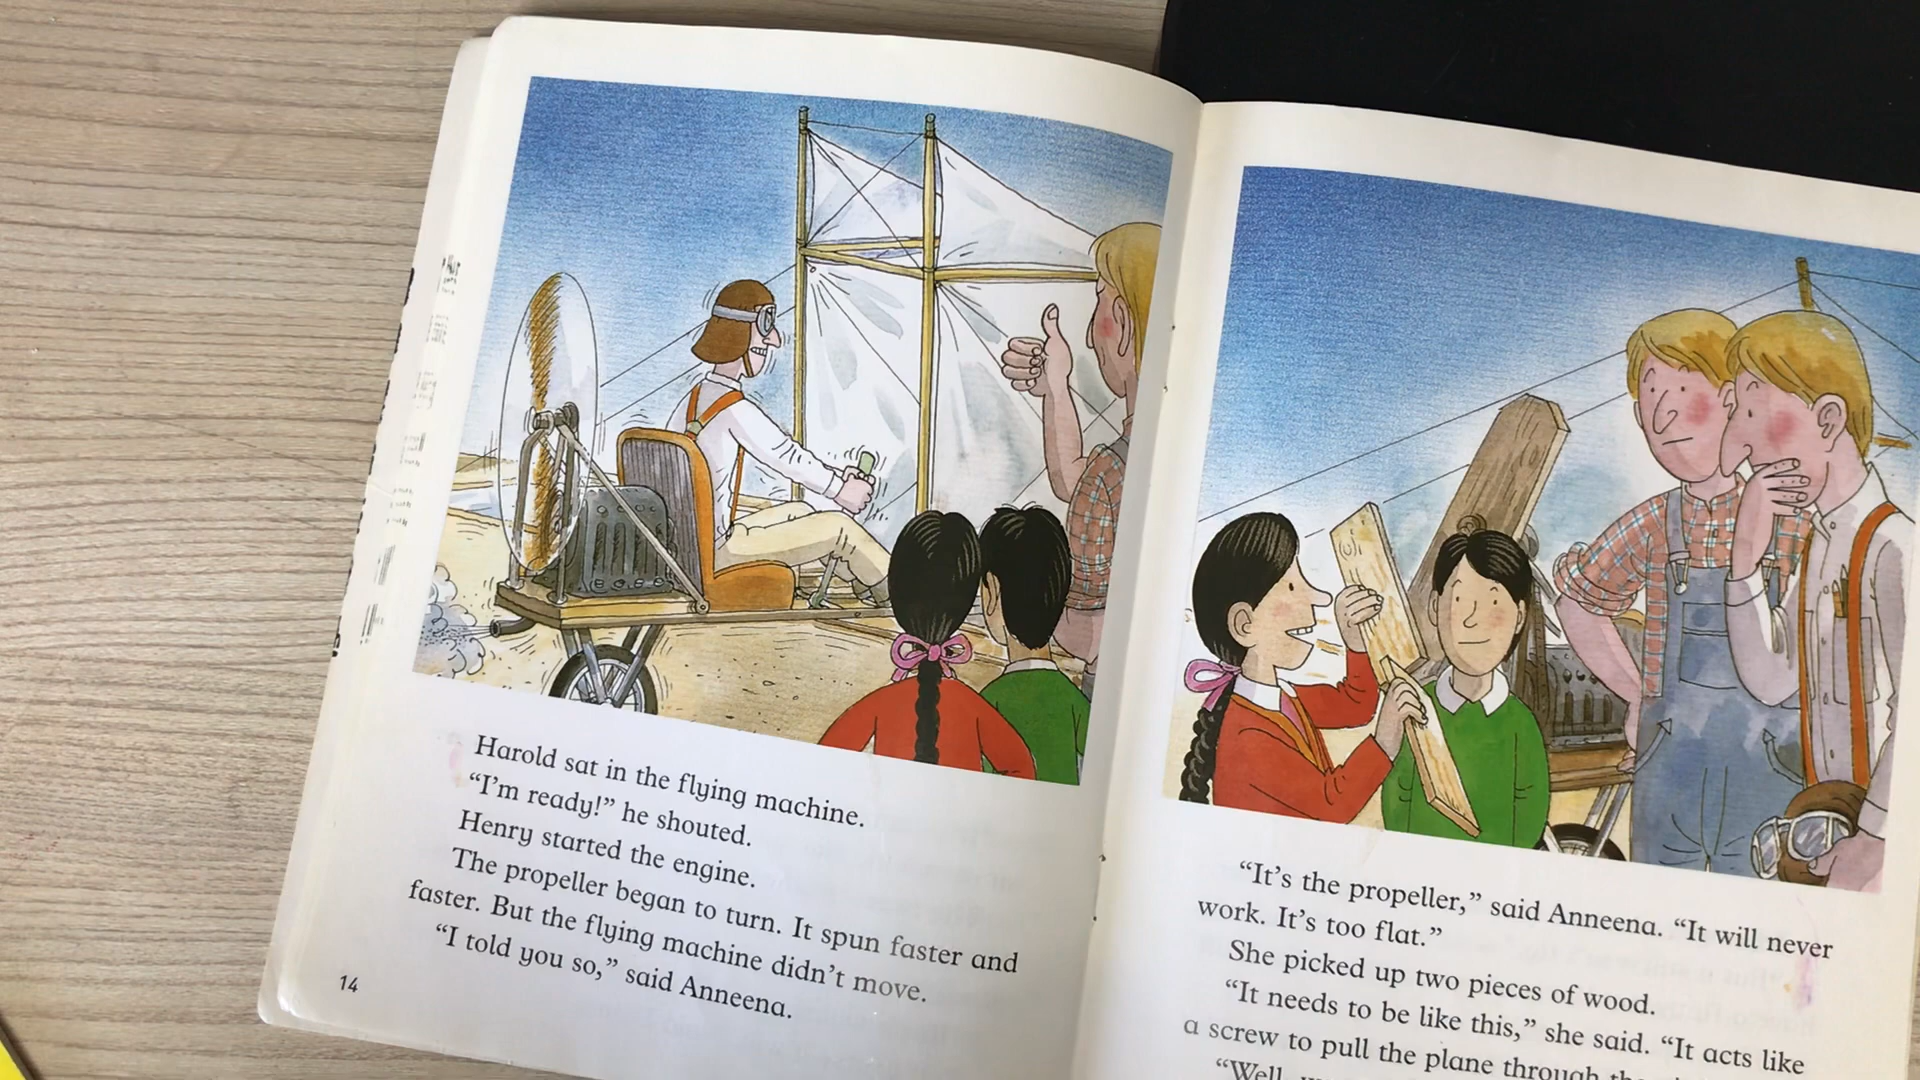 Harold sat in the flying machine.
“I’m ready!” he shouted.
Henry started the engine.
The propeller began to turn. It spun faster and
faster. But the flying machine didn’t move.
“I told you so,” said Anneena.
14
“It’s the propeller,” said Anneena. “It will never
work. It’s too flat.”
She picked up two pieces of wood.
“It needs to be like this,” she said. “It acts like
a screw to pull the plane through
“Well,